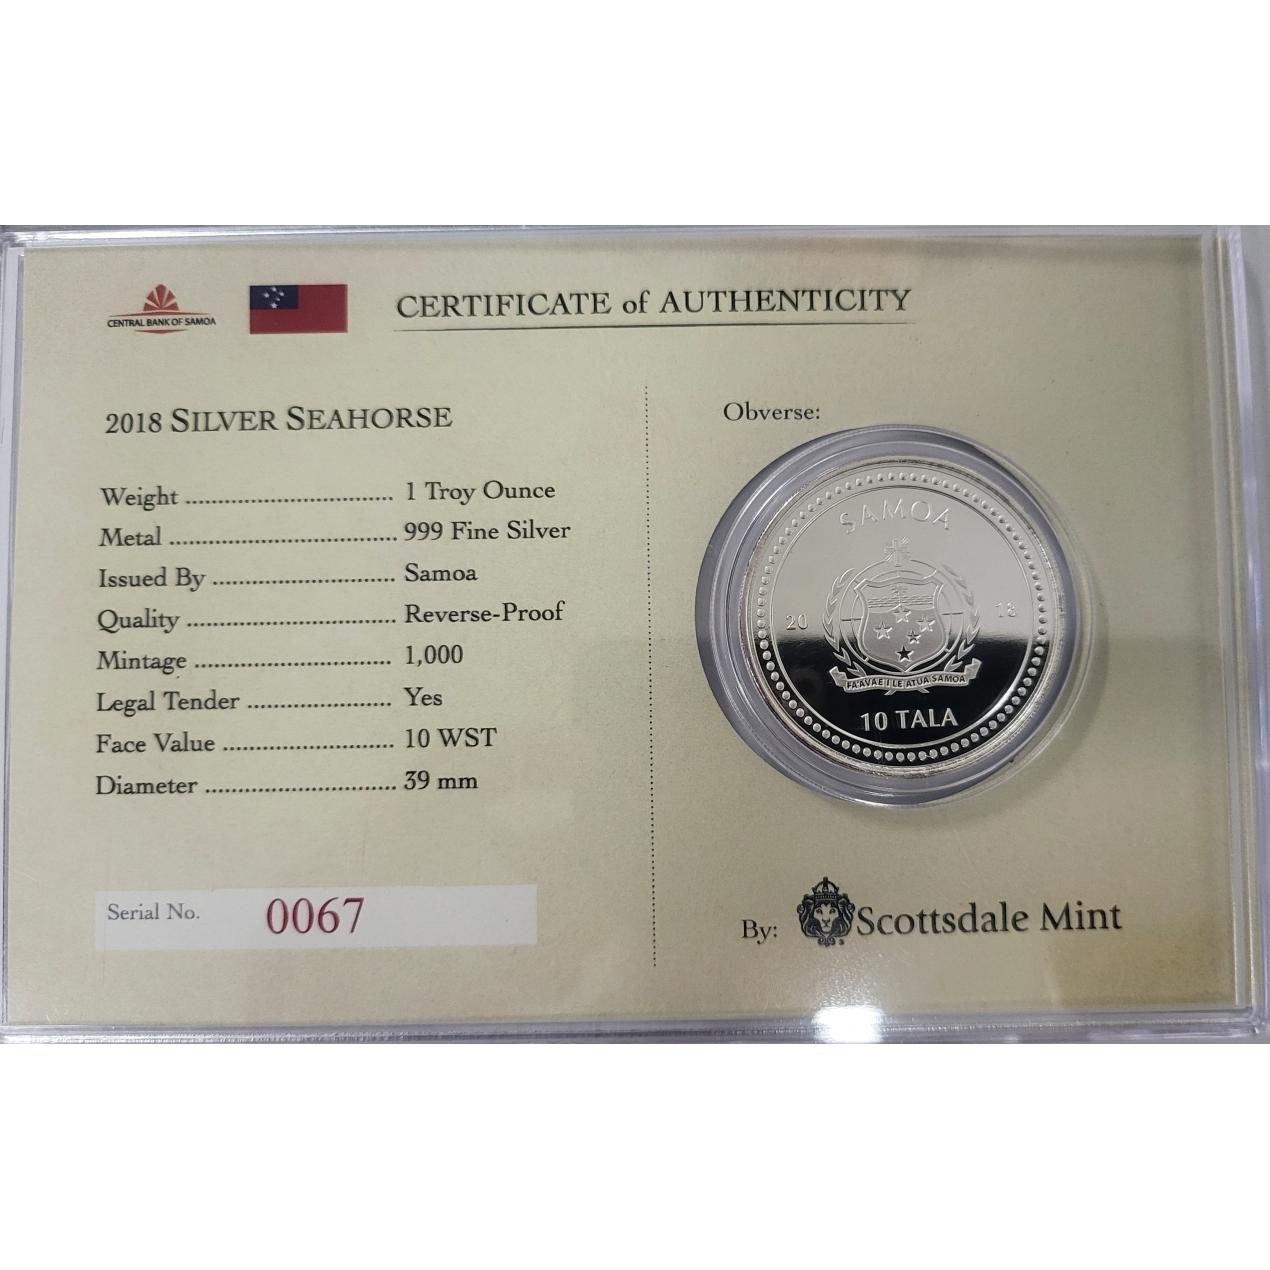 CENTRAL BANK OF SAMOA
CERTIFICATE of AUTHENTICITY
2018 SILVER SEAHORSE
Weight ................................ 1 Troy Ounce
Metal ................................... 999 Fine Silver
Issued By ............................ Samoa
Quality ................................ Reverse-Proof
Mintage .............................. 1,000
Legal Tender ...................... Yes
Face Value .......................... 10 WST
Diameter ............................. 39 mm
Serial No. 0067
Obverse:
SAMOA
20 18
FA'AVAE I LE ATUA SAMOA
10 TALA
By: Scottsdale Mint